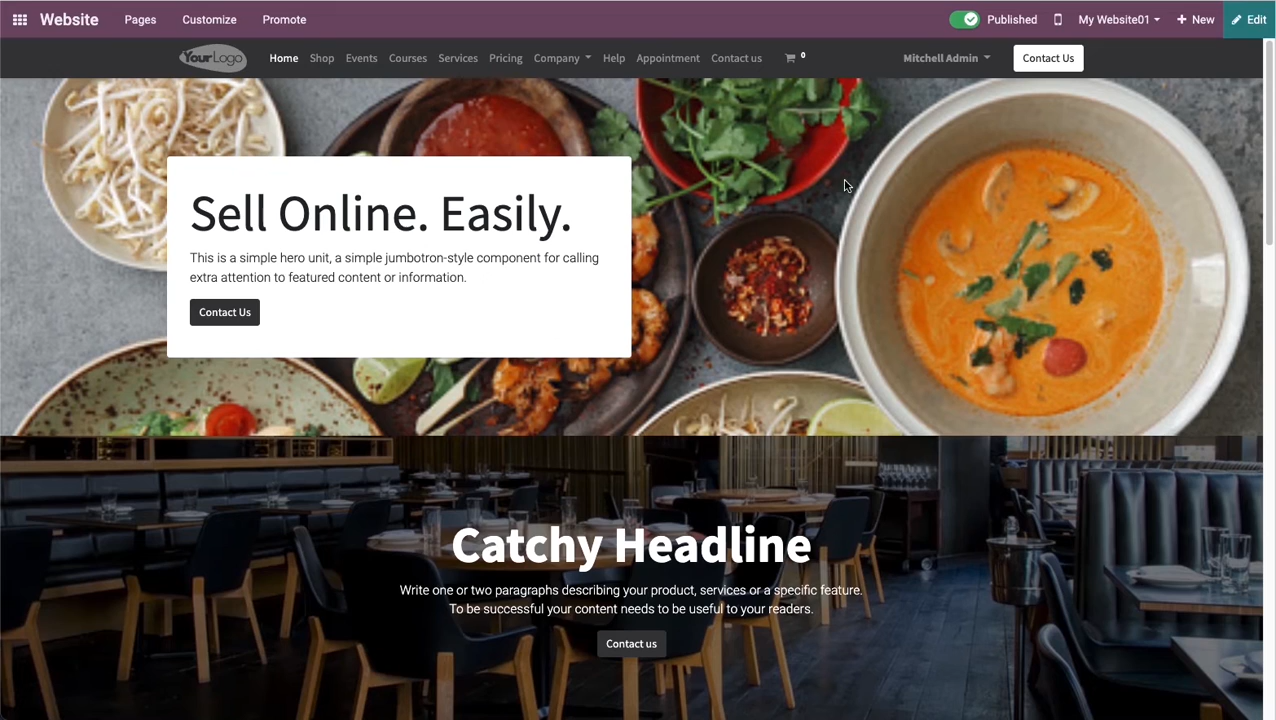 Website Pages Customize Promote Published My Website01 + New Edit
YourLogo Home Shop Events Courses Services Pricing Company Help Appointment Contact us 0 Mitchell Admin Contact Us
Sell Online. Easily.
This is a simple hero unit, a simple jumbotron-style component for calling
extra attention to featured content or information.
Contact Us
Catchy Headline
Write one or two paragraphs describing your product, services or a specific feature.
To be successful your content needs to be useful to your readers.
Contact us